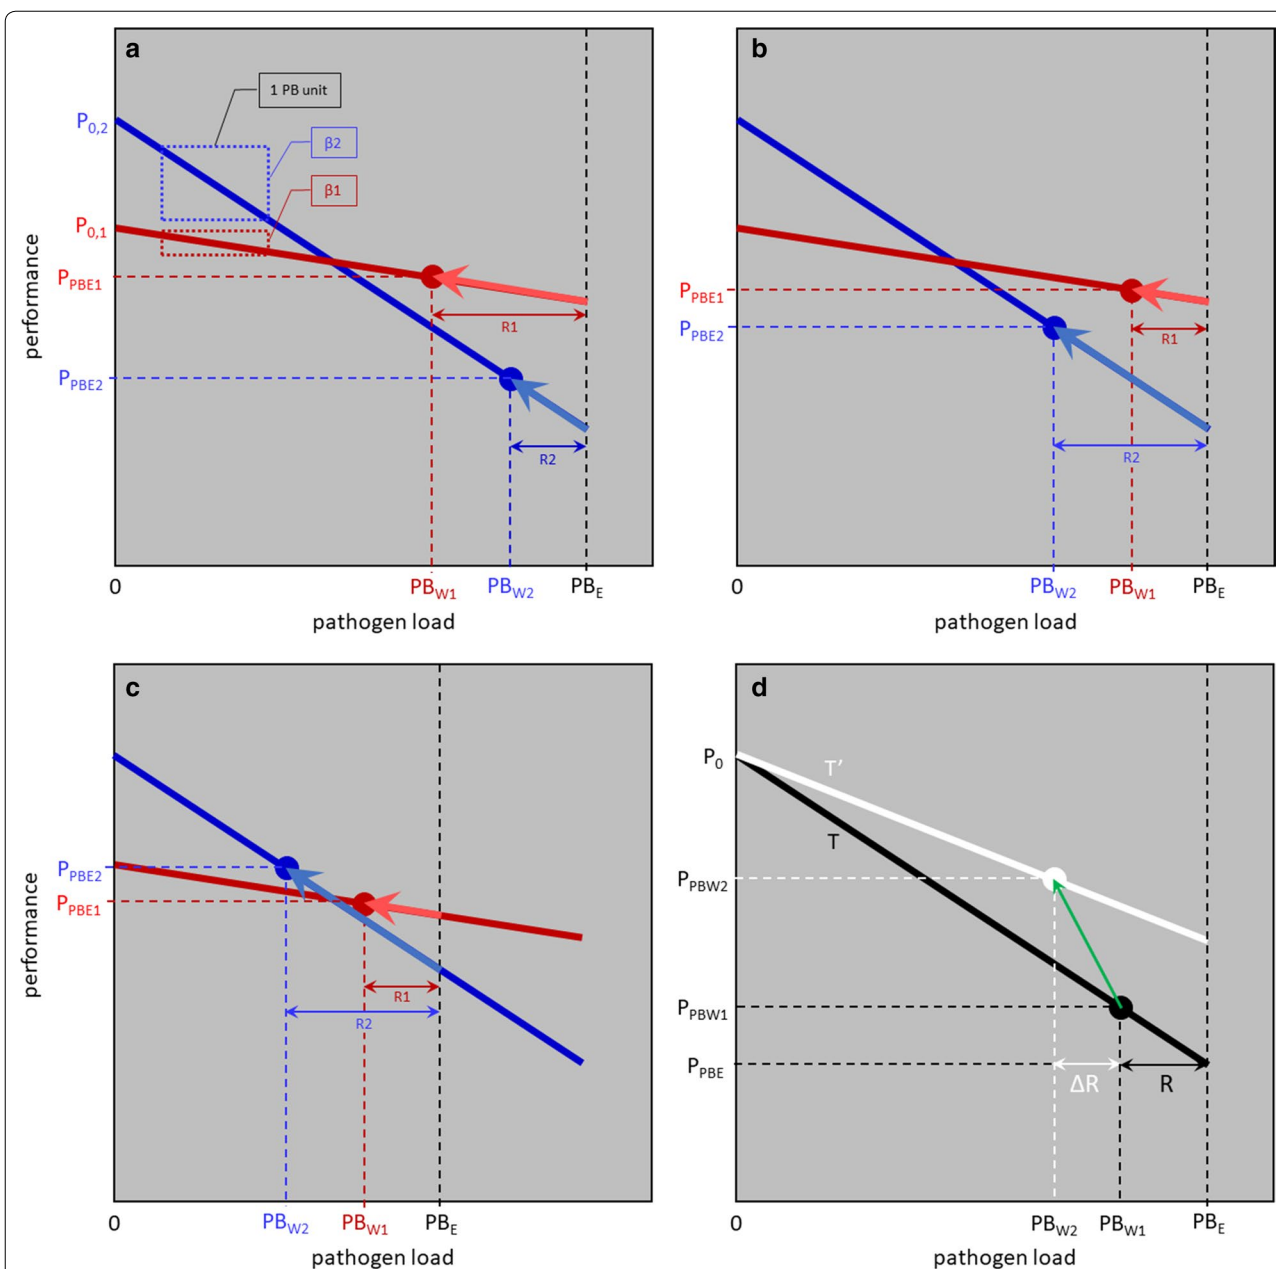 a
1 PB unit
P0,2
β2
β1
P0,1
performance
PPBE1
R1
PPBE2
R2
0
PBW1
PBW2
PBE
pathogen load
b
PPBE1
PPBE2
R1
R2
0
PBW2
PBW1
PBE
pathogen load
c
performance
PPBE2
PPBE1
R1
R2
0
PBW2
PBW1
PBE
pathogen load
d
P0
T′
T
PPBW2
PPBW1
PPBE
ΔR
R
0
PBW2
PBW1
PBE
pathogen load